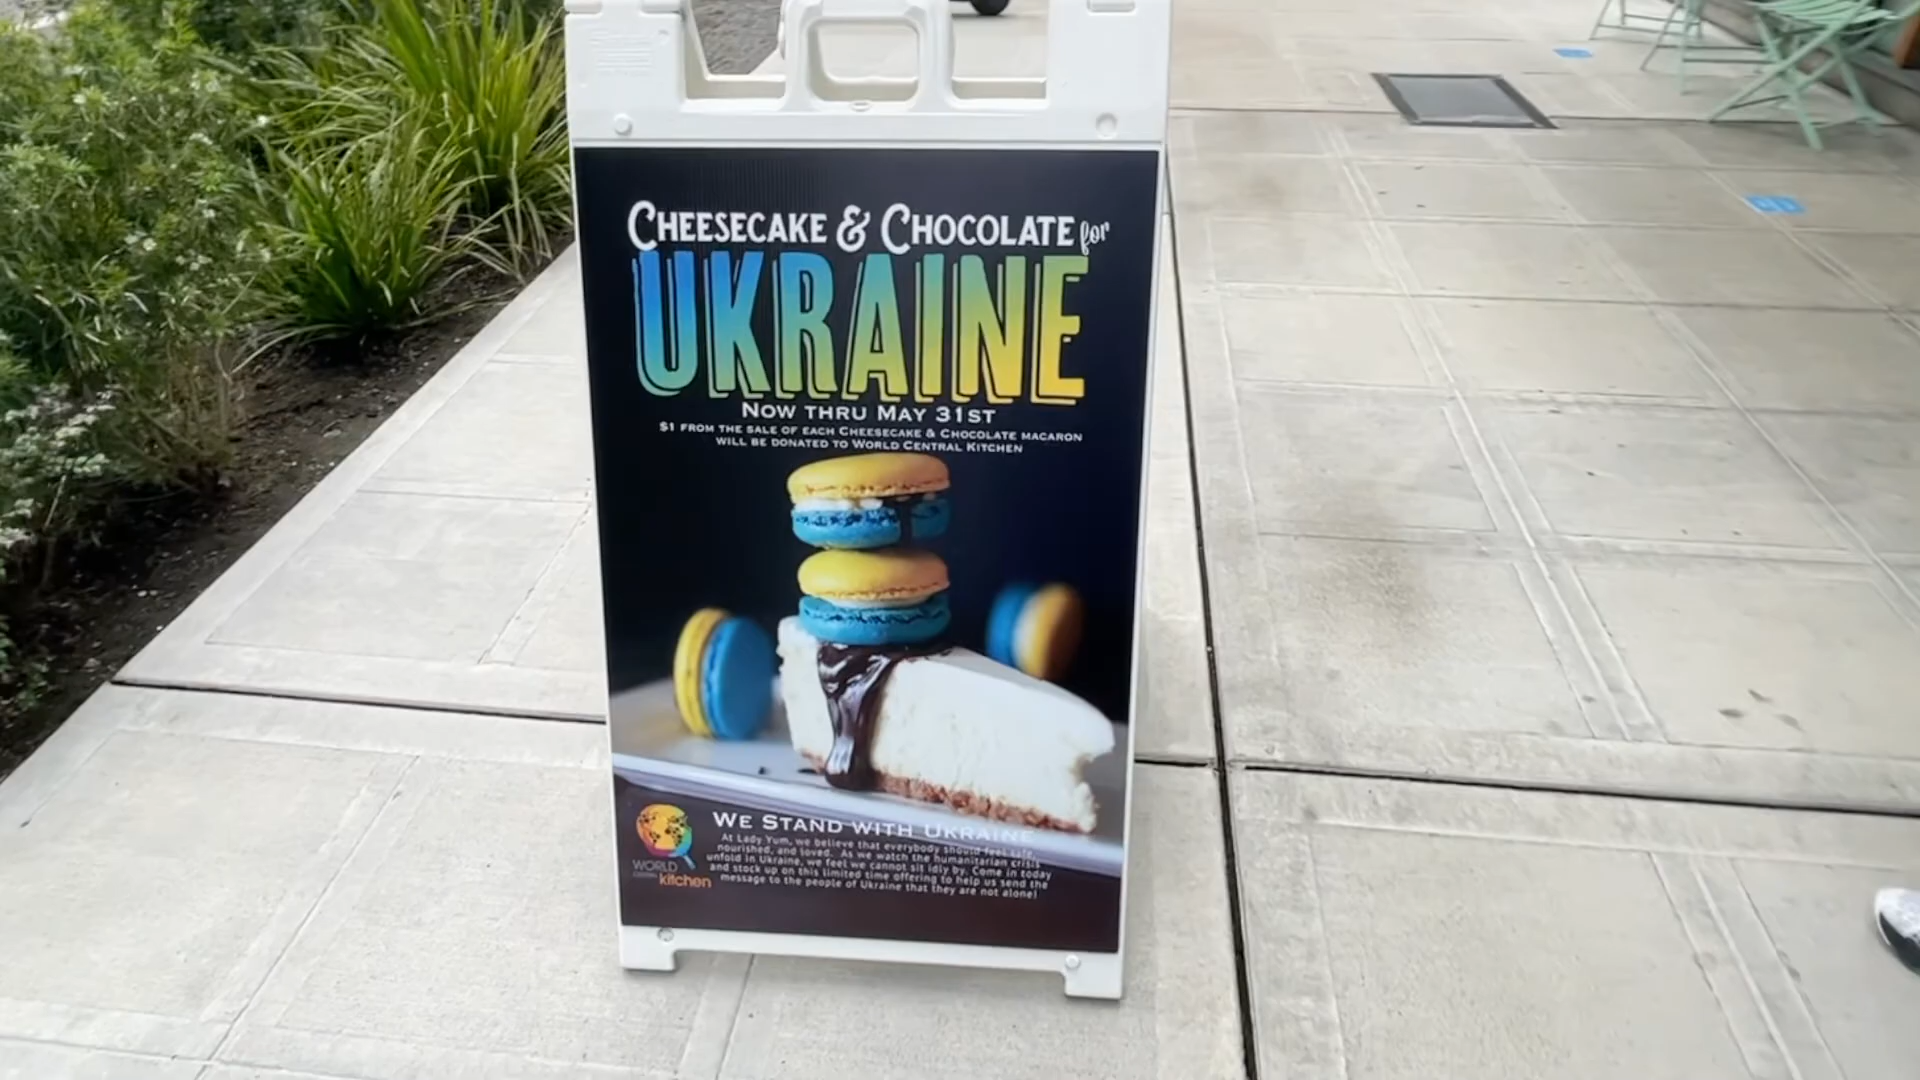 Cheesecake & Chocolate for
UKRAINE
Now thru May 31st
$1 from the sale of each Cheesecake & Chocolate macaron
will be donated to World Central Kitchen
We Stand with Ukraine
At Lady Yum, we believe that everybody should feel safe,
nourished, and loved. As we watch the humanitarian crisis
unfold in Ukraine, we feel we cannot sit idly by. Come in today
and stock up on this limited time offering to help us send the
message to the people of Ukraine that they are not alone!
WORLD
CENTRAL
kitchen